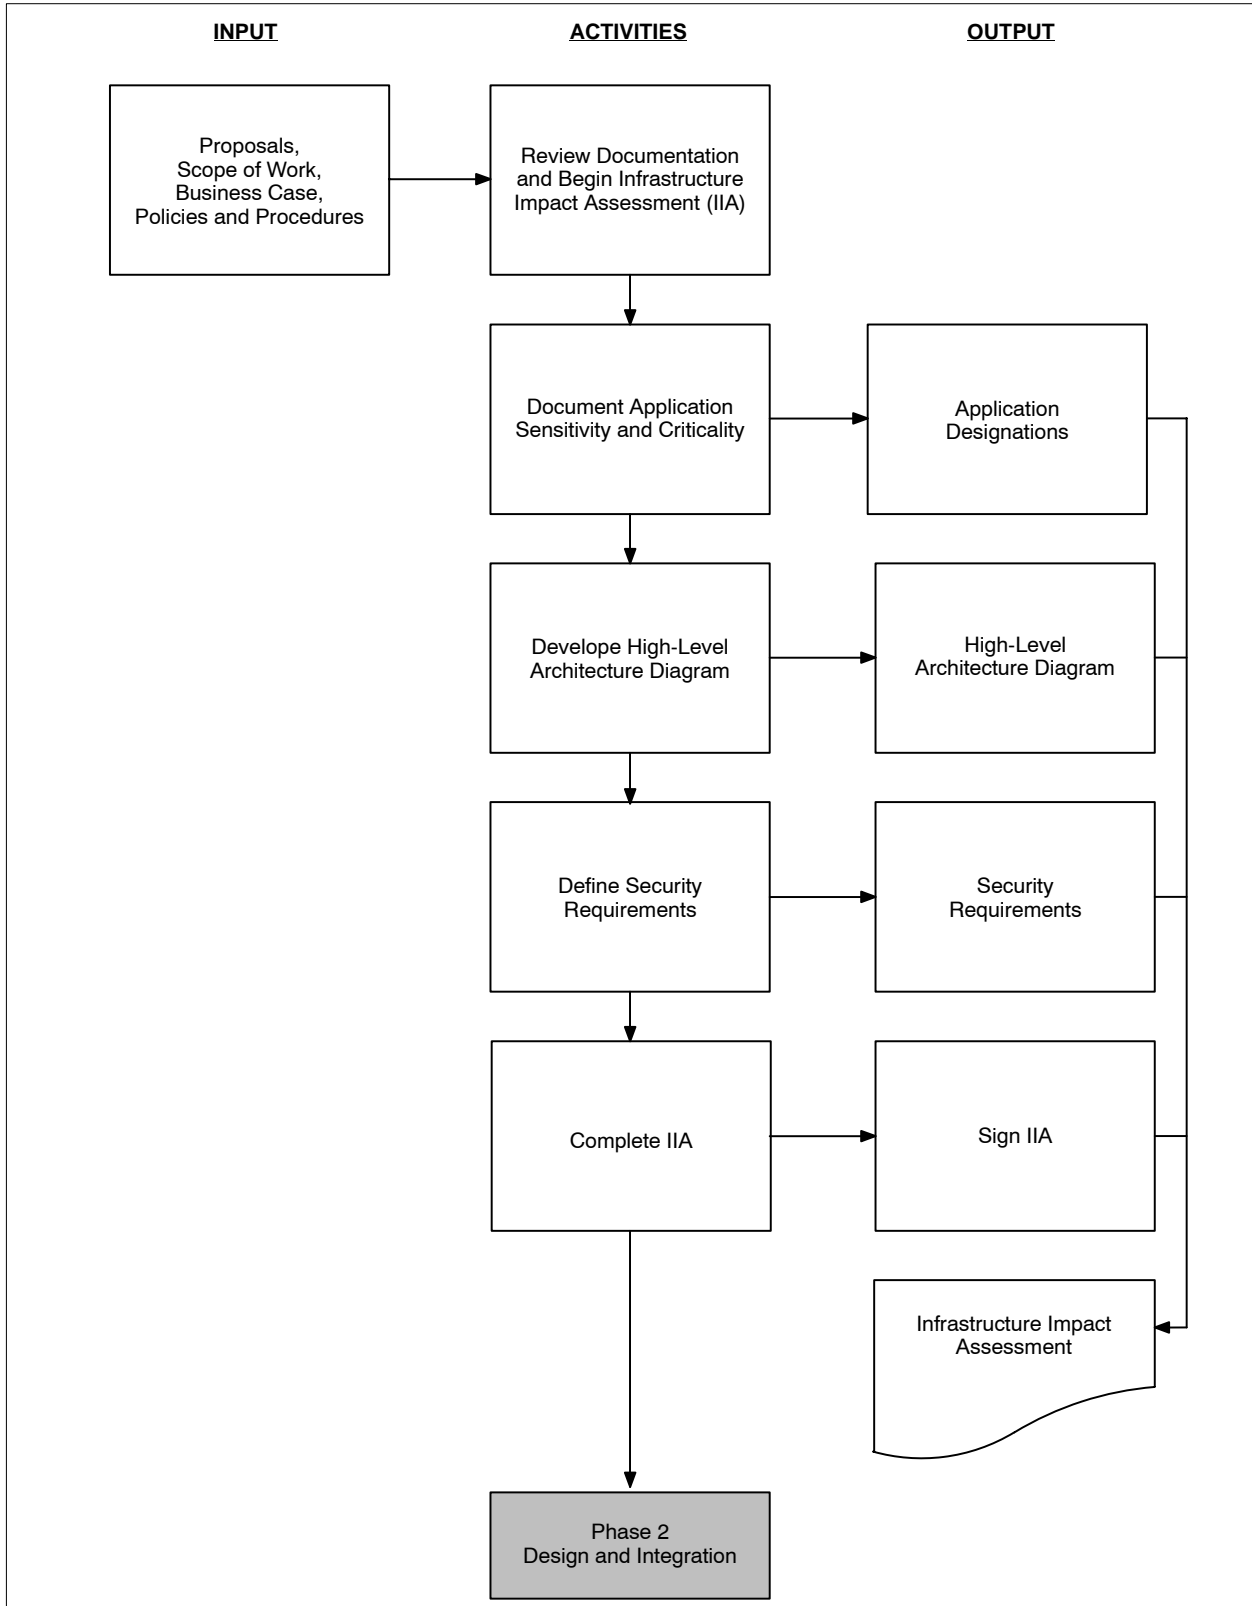 INPUT
ACTIVITIES
OUTPUT
Proposals,
Scope of Work,
Business Case,
Policies and Procedures
Review Documentation
and Begin Infrastructure
Impact Assessment (IIA)
Document Application
Sensitivity and Criticality
Application
Designations
Develope High-Level
Architecture Diagram
High-Level
Architecture Diagram
Define Security
Requirements
Security
Requirements
Complete IIA
Sign IIA
Infrastructure Impact
Assessment
Phase 2
Design and Integration